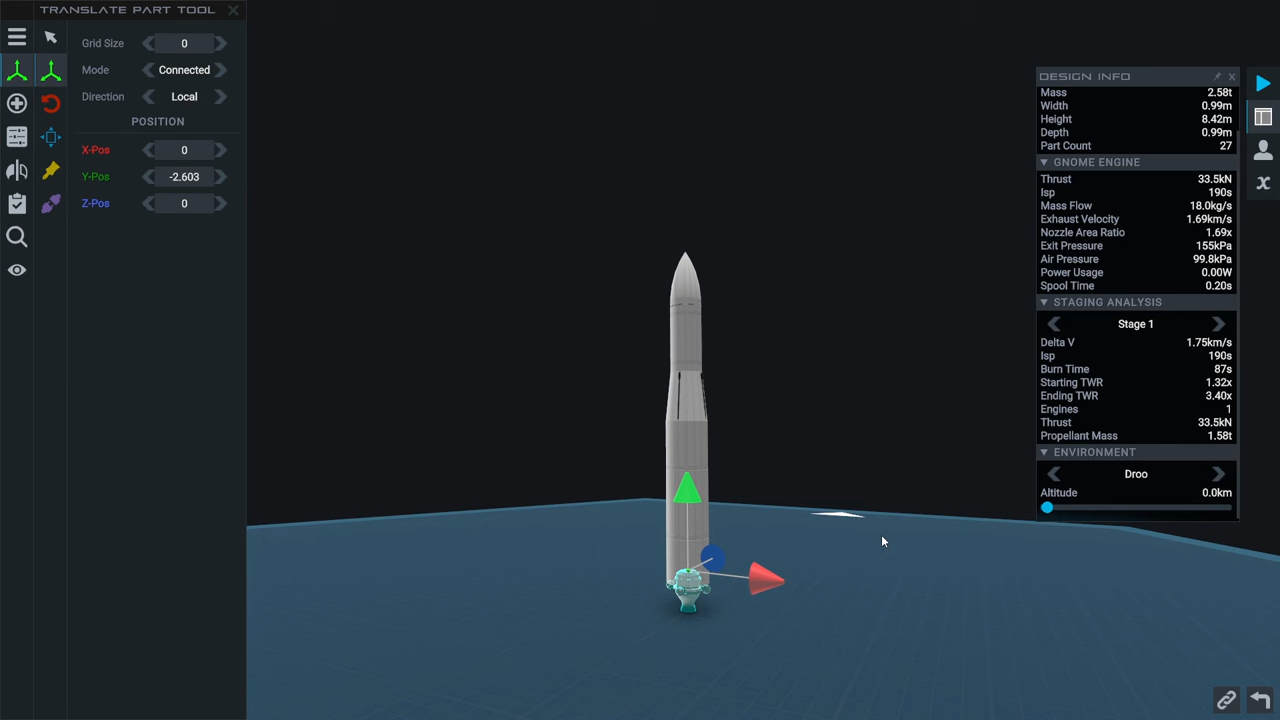 TRANSLATE PART TOOL
Grid Size 0
Mode Connected
Direction Local
POSITION
X-Pos 0
Y-Pos -2.603
Z-Pos 0
DESIGN INFO
Mass 2.58t
Width 0.99m
Height 8.42m
Depth 0.99m
Part Count 27
GNOME ENGINE
Thrust 33.5kN
Isp 190s
Mass Flow 18.0kg/s
Exhaust Velocity 1.69km/s
Nozzle Area Ratio 1.69x
Exit Pressure 155kPa
Air Pressure 99.8kPa
Power Usage 0.00W
Spool Time 0.20s
STAGING ANALYSIS
Stage 1
Delta V 1.75km/s
Isp 190s
Burn Time 87s
Starting TWR 1.32x
Ending TWR 3.40x
Engines 1
Thrust 33.5kN
Propellant Mass 1.58t
ENVIRONMENT
Droo
Altitude 0.0km